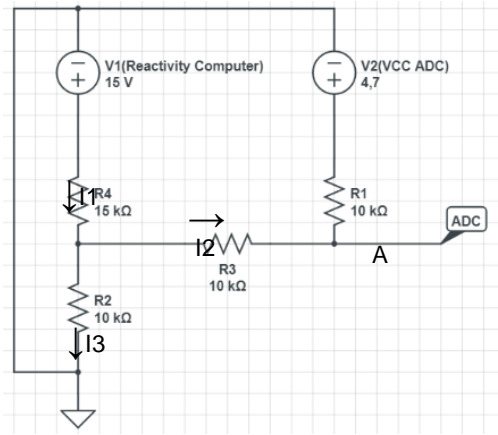 V1(Reactivity Computer)
15 V
V2(VCC ADC)
4,7
I1
R4
15 kΩ
R1
10 kΩ
ADC
I2
A
R3
10 kΩ
R2
10 kΩ
I3